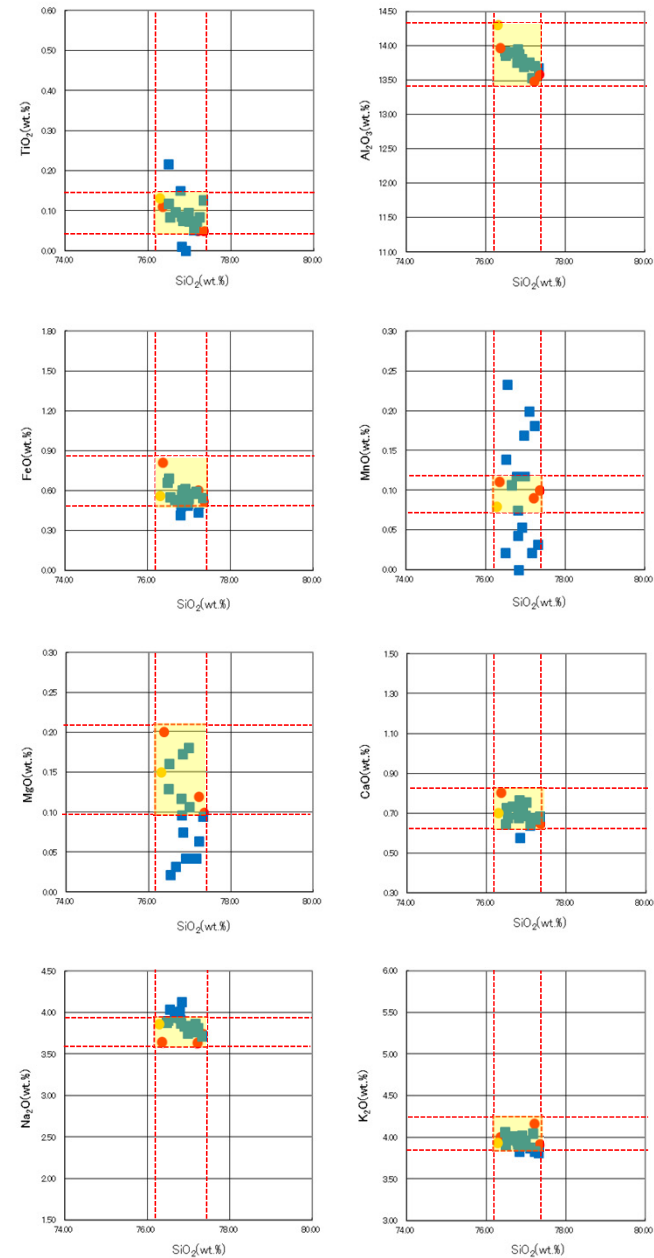 0.60
0.50
0.40
0.30
0.20
0.10
0.00
74.00 76.00 78.00 80.00
TiO₂(wt.%)
SiO₂(wt.%)
14.50
14.00
13.50
13.00
12.50
12.00
11.50
11.00
74.00 76.00 78.00 80.00
Al₂O₃(wt.%)
SiO₂(wt.%)
1.80
1.50
1.20
0.90
0.60
0.30
0.00
74.00 76.00 78.00 80.00
FeO(wt.%)
SiO₂(wt.%)
0.30
0.25
0.20
0.15
0.10
0.05
0.00
74.00 76.00 78.00 80.00
MnO(wt.%)
SiO₂(wt.%)
0.30
0.25
0.20
0.15
0.10
0.05
0.00
74.00 76.00 78.00 80.00
MgO(wt.%)
SiO₂(wt.%)
1.50
1.30
1.10
0.90
0.70
0.50
0.30
74.00 76.00 78.00 80.00
CaO(wt.%)
SiO₂(wt.%)
4.50
4.00
3.50
3.00
2.50
2.00
1.50
74.00 76.00 78.00 80.00
Na₂O(wt.%)
SiO₂(wt.%)
6.00
5.50
5.00
4.50
4.00
3.50
3.00
74.00 76.00 78.00 80.00
K₂O(wt.%)
SiO₂(wt.%)